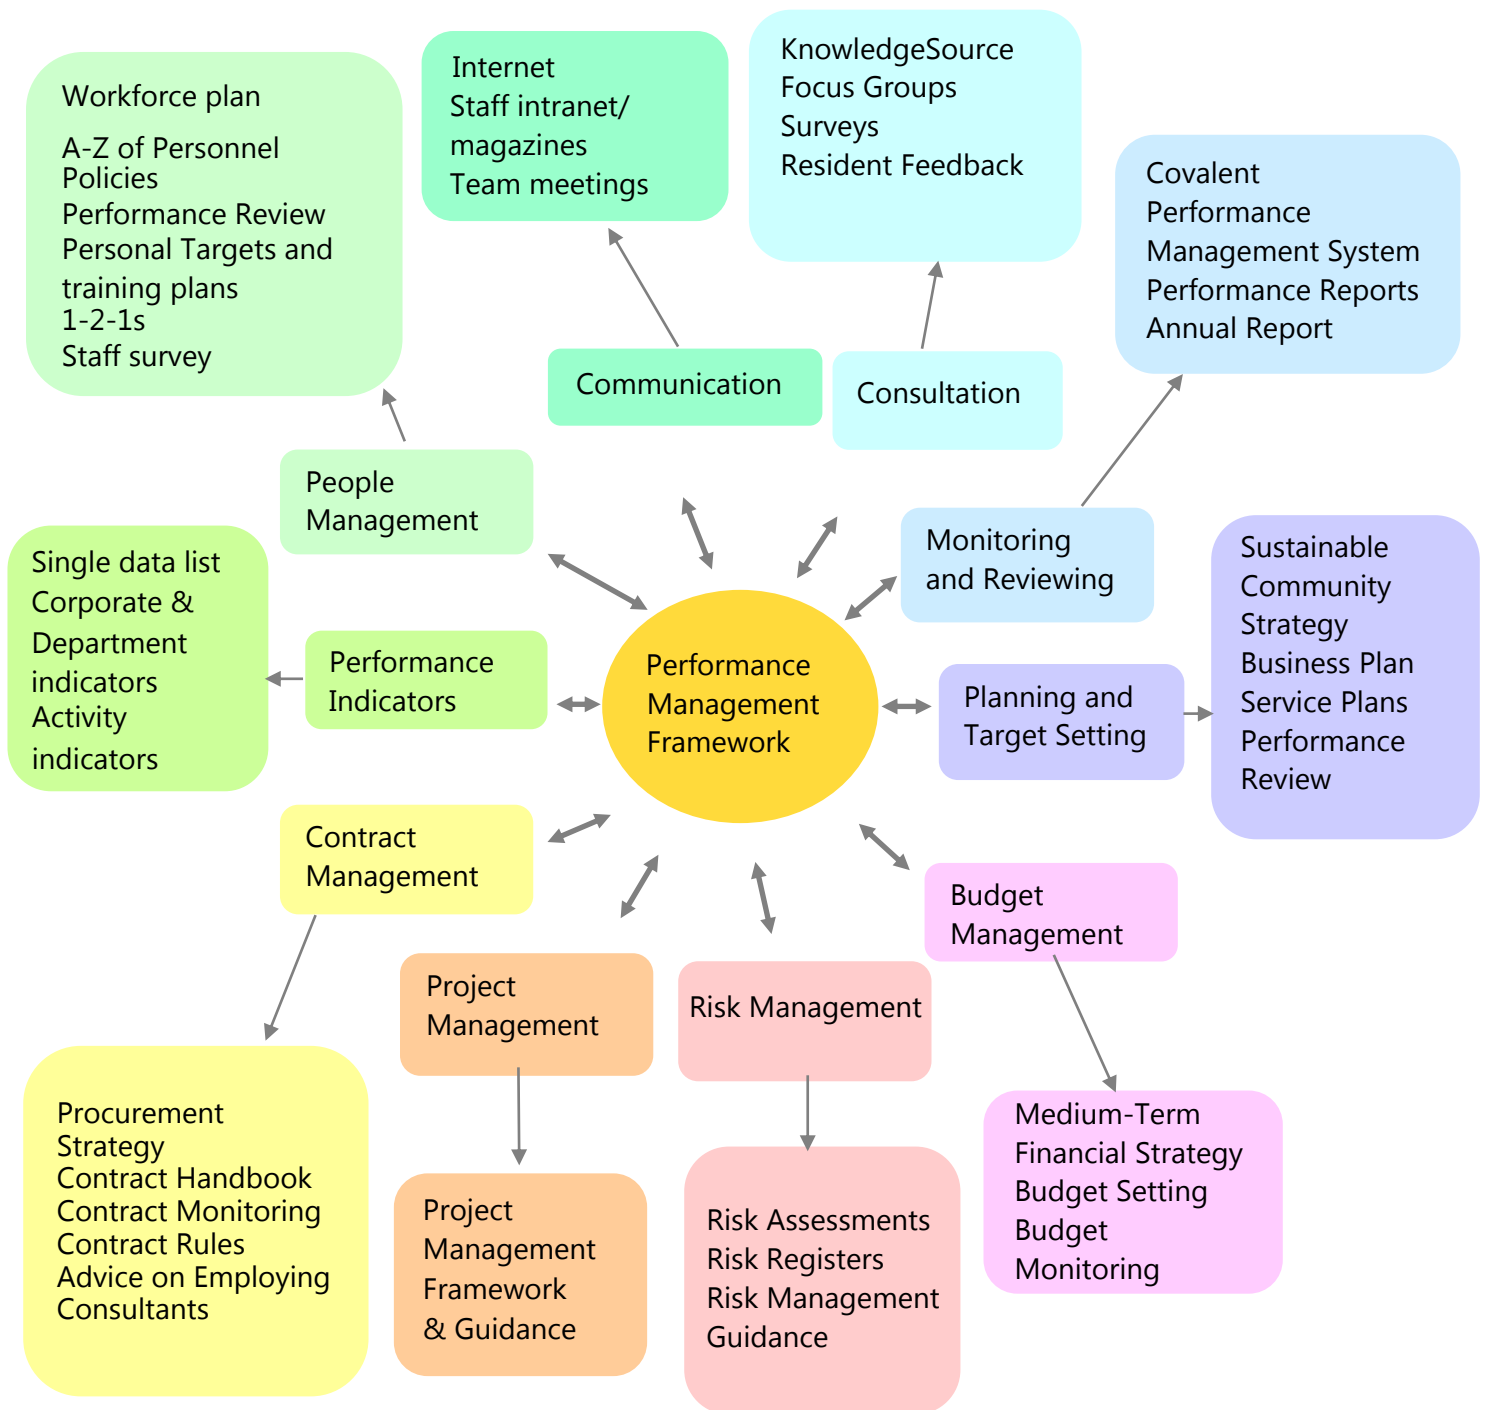 KnowledgeSource
Focus Groups
Surveys
Resident Feedback
Internet
Staff intranet/
magazines
Team meetings
Workforce plan
A-Z of Personnel
Policies
Performance Review
Personal Targets and
training plans
1-2-1s
Staff survey
Covalent
Performance
Management System
Performance Reports
Annual Report
Communication
Consultation
People
Management
Monitoring
and Reviewing
Single data list
Corporate &
Department
indicators
Activity
indicators
Performance
Indicators
Performance
Management
Framework
Planning and
Target Setting
Sustainable
Community
Strategy
Business Plan
Service Plans
Performance
Review
Contract
Management
Budget
Management
Project
Management
Risk Management
Procurement
Strategy
Contract Handbook
Contract Monitoring
Contract Rules
Advice on Employing
Consultants
Project
Management
Framework
& Guidance
Risk Assessments
Risk Registers
Risk Management
Guidance
Medium-Term
Financial Strategy
Budget Setting
Budget
Monitoring